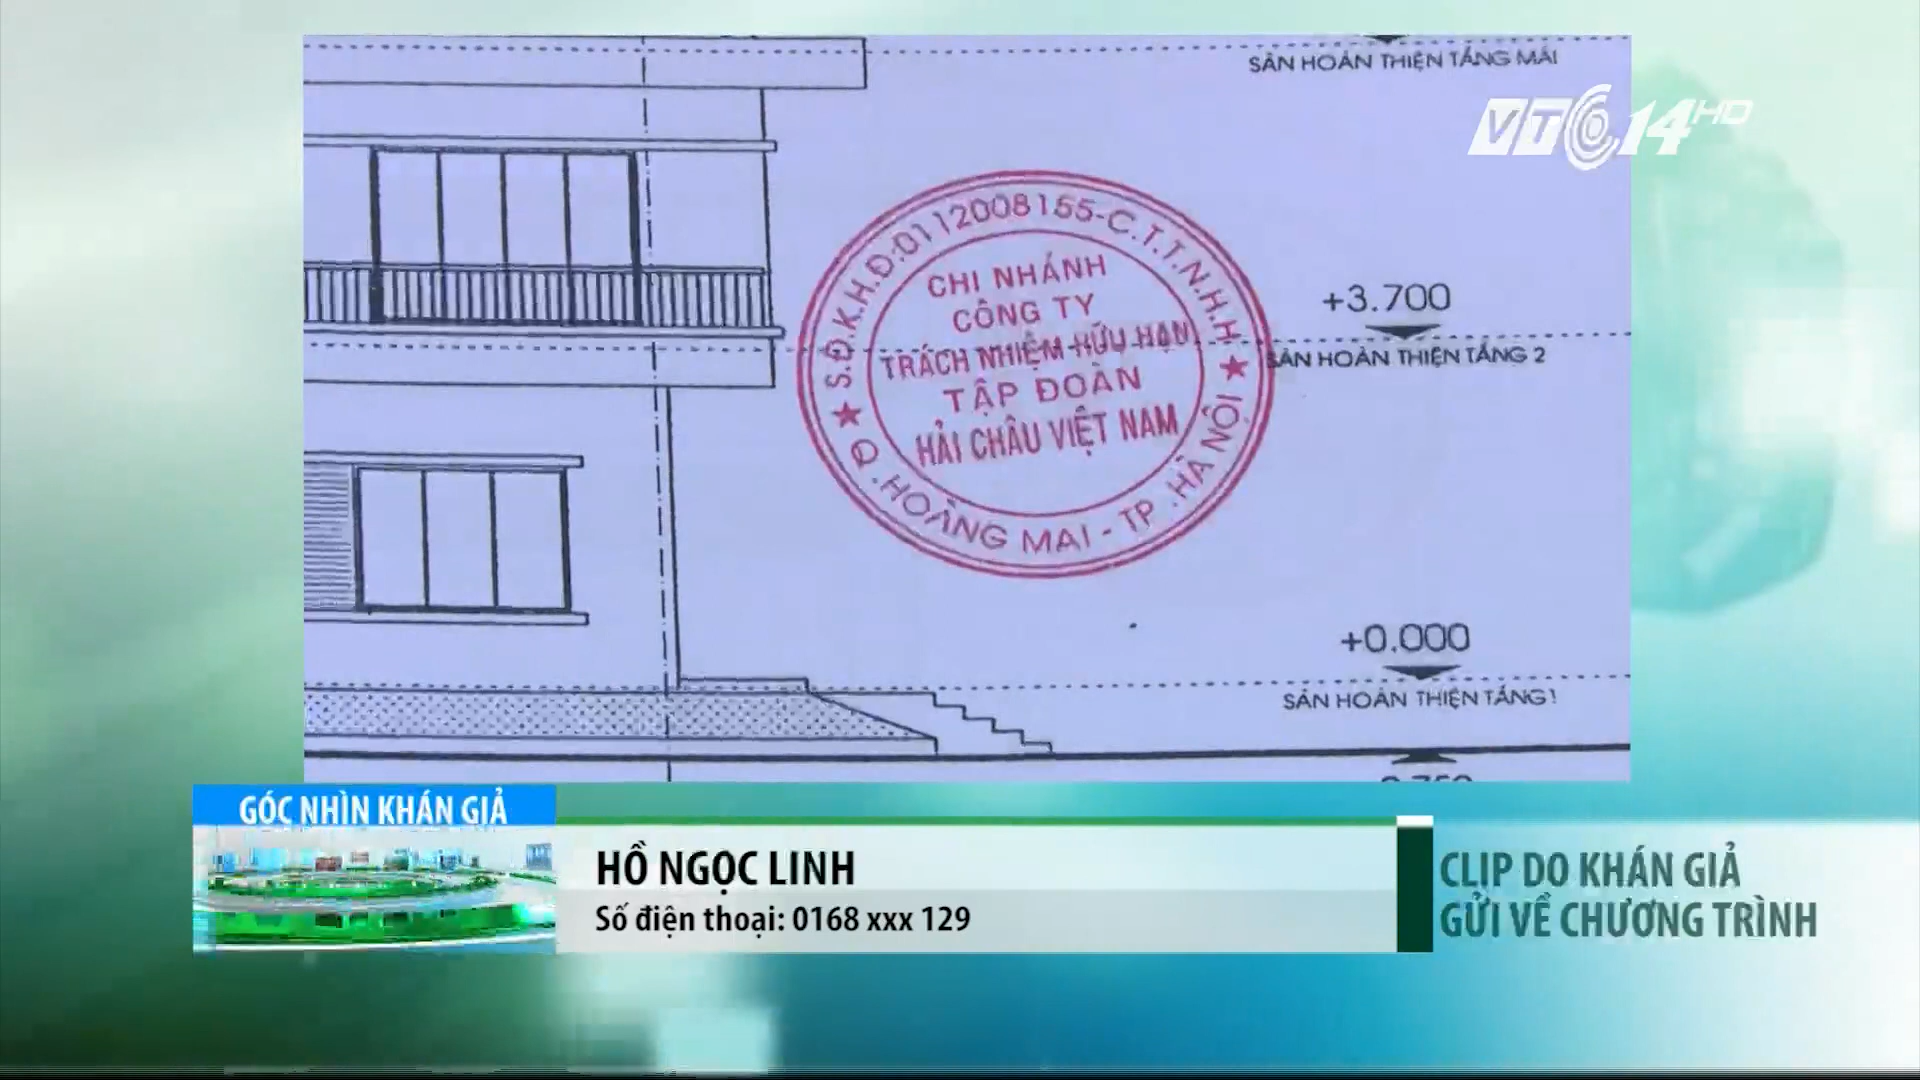 SÀN HOÀN THIỆN TẦNG MÁI
VTC14HD
S.Đ.K.H.Đ:0112008155-C.T.T.N.H.H
CHI NHÁNH
CÔNG TY
TRÁCH NHIỆM HỮU HẠN
TẬP ĐOÀN
HẢI CHÂU VIỆT NAM
Q.HOÀNG MAI - TP.HÀ NỘI
+3.700
SÀN HOÀN THIỆN TẦNG 2
+0.000
SÀN HOÀN THIỆN TẦNG 1
GÓC NHÌN KHÁN GIẢ
HỒ NGỌC LINH
Số điện thoại: 0168 xxx 129
CLIP DO KHÁN GIẢ
GỬI VỀ CHƯƠNG TRÌNH